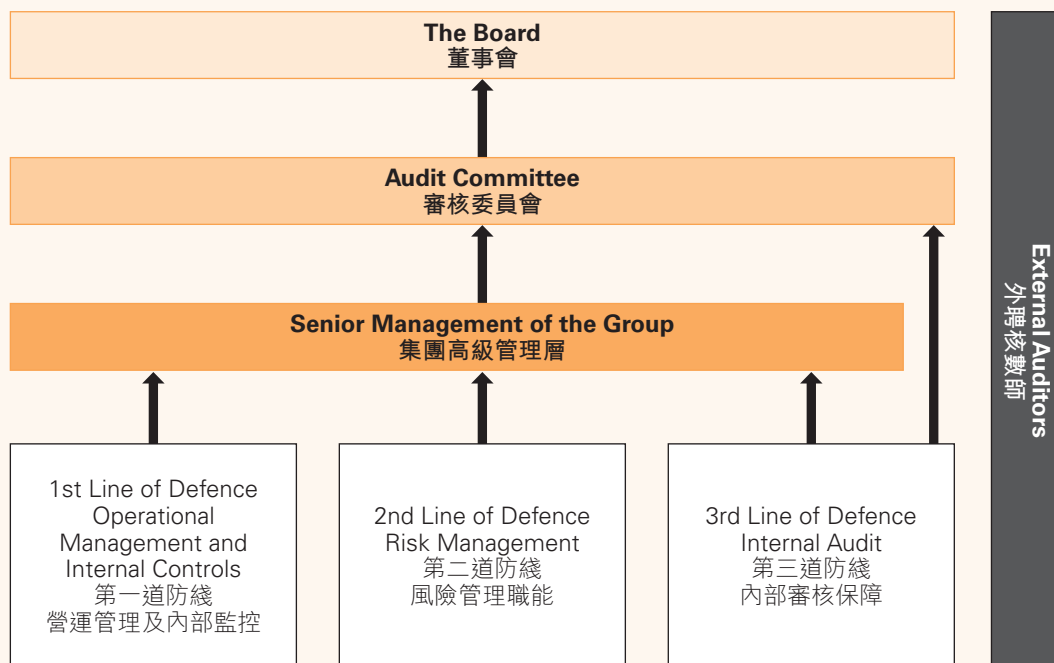 The Board
董事會
Audit Committee
審核委員會
Senior Management of the Group
集團高級管理層
1st Line of Defence
Operational
Management and
Internal Controls
第一道防綫
營運管理及內部監控
2nd Line of Defence
Risk Management
第二道防綫
風險管理職能
3rd Line of Defence
Internal Audit
第三道防綫
內部審核保障
External Auditors
外聘核數師